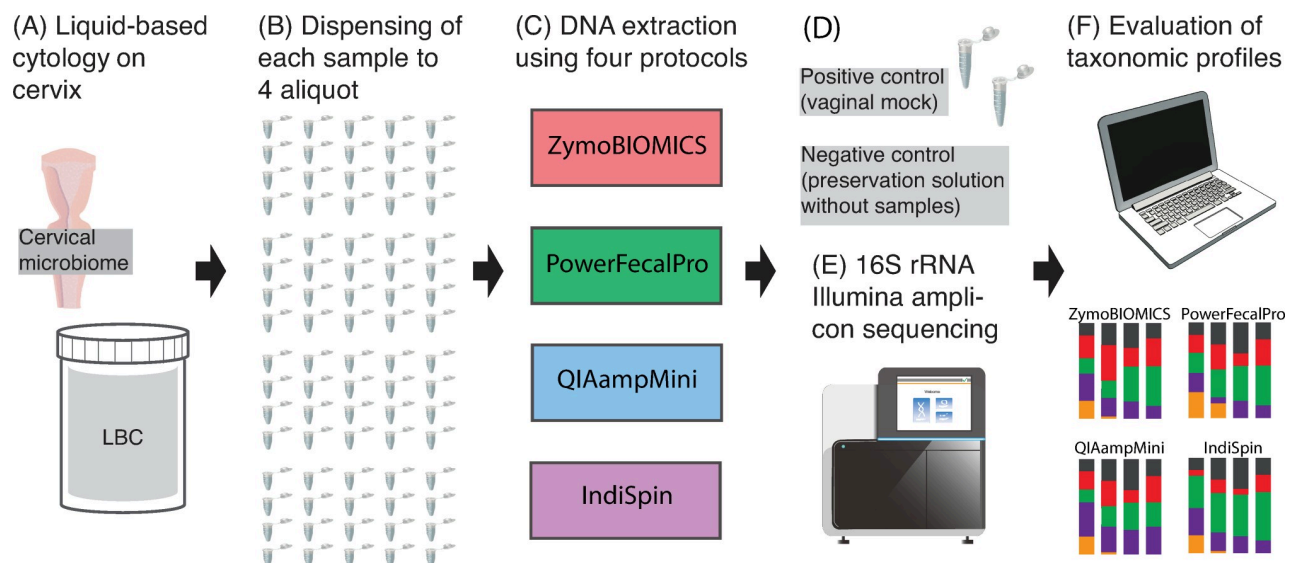 (A) Liquid-based
cytology on
cervix
Cervical
microbiome
LBC
(B) Dispensing of
each sample to
4 aliquot
(C) DNA extraction
using four protocols
ZymoBIOMICS
PowerFecalPro
QIAampMini
IndiSpin
(D)
Positive control
(vaginal mock)
Negative control
(preservation solution
without samples)
(E) 16S rRNA
Illumina ampli-
con sequencing
(F) Evaluation of
taxonomic profiles
ZymoBIOMICS
PowerFecalPro
QIAampMini
IndiSpin